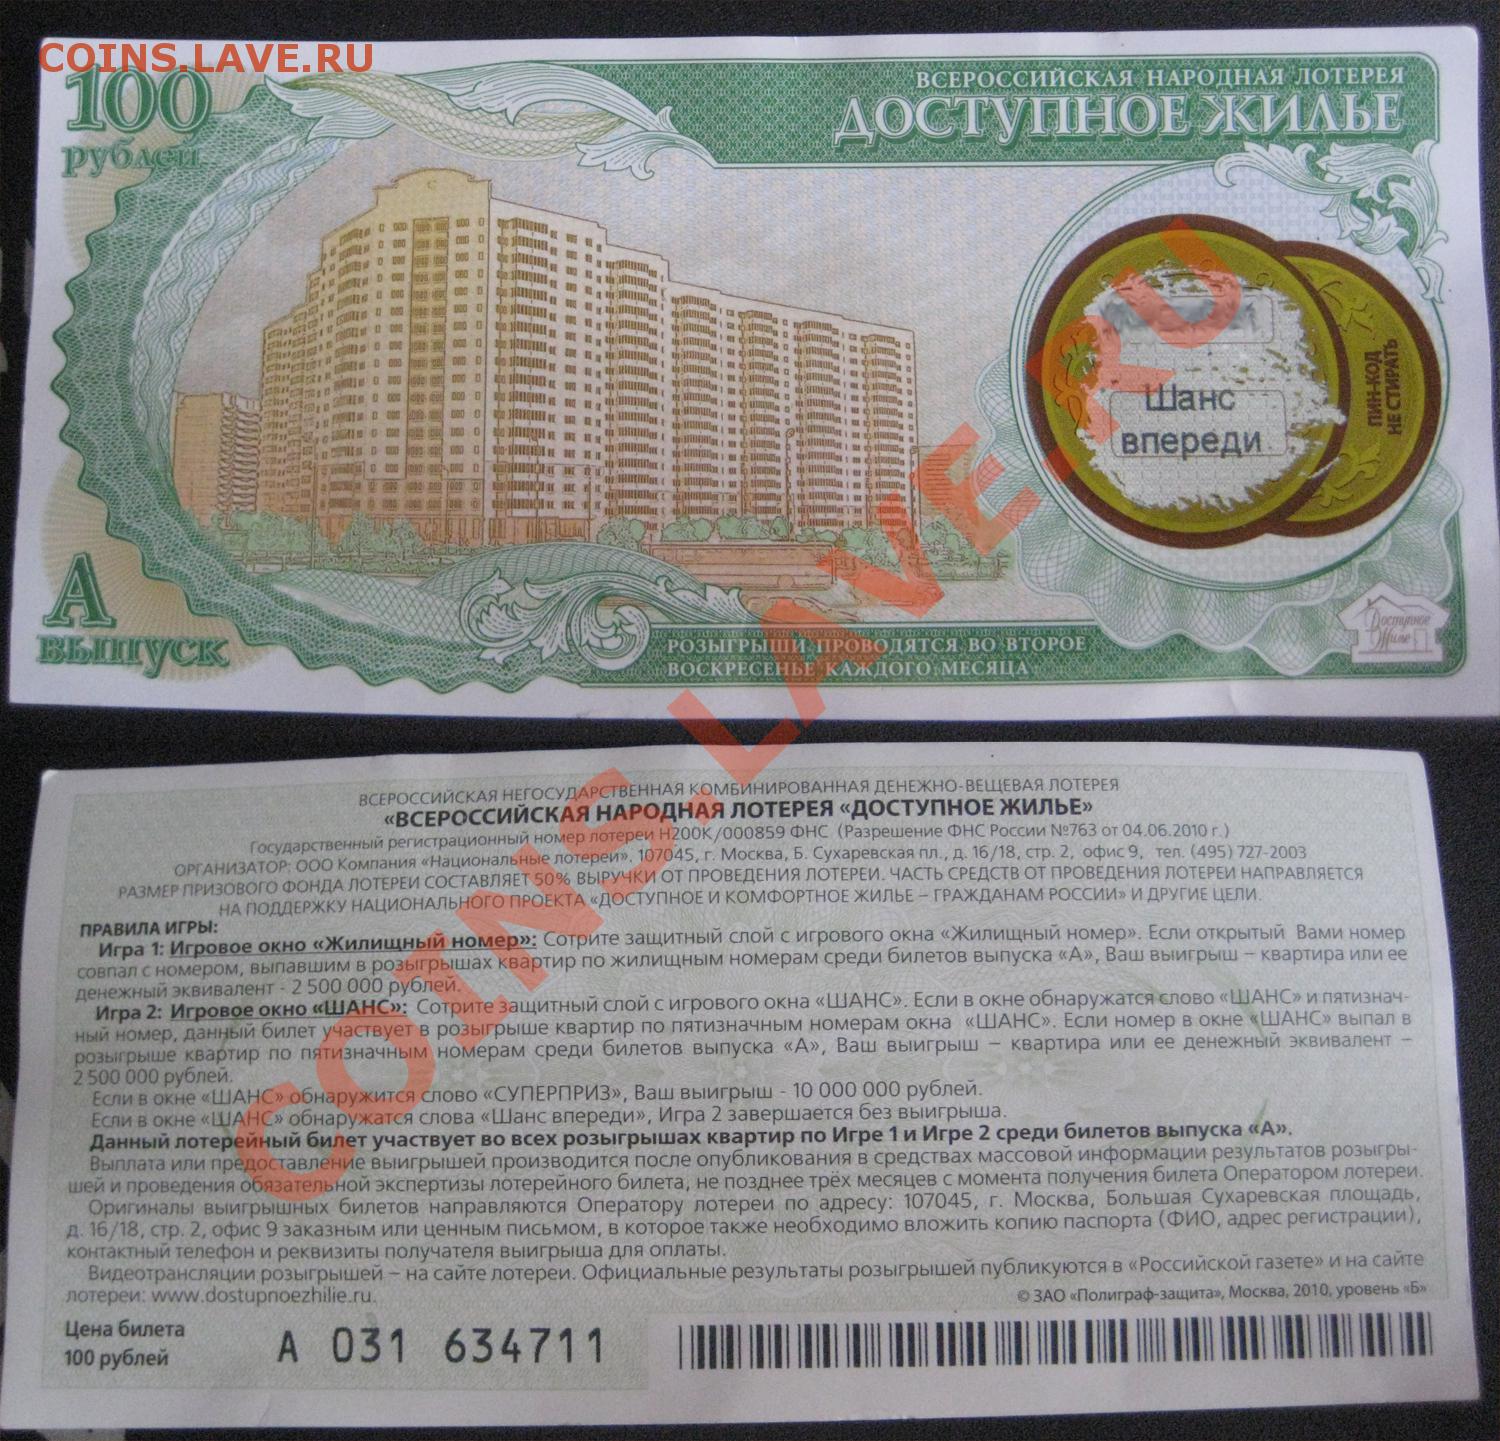 COINS.LAVE.RU
100
рублей
ВСЕРОССИЙСКАЯ НАРОДНАЯ ЛОТЕРЕЯ
ДОСТУПНОЕ ЖИЛЬЕ
Шанс
впереди
ПИН-КОД
НЕ СТИРАТЬ
А
выпуск
РОЗЫГРЫШИ ПРОВОДЯТСЯ ВО ВТОРОЕ
ВОСКРЕСЕНЬЕ КАЖДОГО МЕСЯЦА
Доступное
Жилье
COINS.LAVE.RU
ВСЕРОССИЙСКАЯ НЕГОСУДАРСТВЕННАЯ КОМБИНИРОВАННАЯ ДЕНЕЖНО-ВЕЩЕВАЯ ЛОТЕРЕЯ
«ВСЕРОССИЙСКАЯ НАРОДНАЯ ЛОТЕРЕЯ «ДОСТУПНОЕ ЖИЛЬЕ»
Государственный регистрационный номер лотереи Н200К/000859 ФНС (Разрешение ФНС России №763 от 04.06.2010 г.)
ОРГАНИЗАТОР: ООО Компания «Национальные лотереи». 107045, г. Москва, Б. Сухаревская пл., д. 16/18, стр. 2, офис 9, тел. (495) 727-2003
РАЗМЕР ПРИЗОВОГО ФОНДА ЛОТЕРЕИ СОСТАВЛЯЕТ 50% ВЫРУЧКИ ОТ ПРОВЕДЕНИЯ ЛОТЕРЕИ. ЧАСТЬ СРЕДСТВ ОТ ПРОВЕДЕНИЯ ЛОТЕРЕИ НАПРАВЛЯЕТСЯ
НА ПОДДЕРЖКУ НАЦИОНАЛЬНОГО ПРОЕКТА «ДОСТУПНОЕ И КОМФОРТНОЕ ЖИЛЬЕ – ГРАЖДАНАМ РОССИИ» И ДРУГИЕ ЦЕЛИ.
ПРАВИЛА ИГРЫ:
Игра 1: Игровое окно «Жилищный номер»: Сотрите защитный слой с игрового окна «Жилищный номер». Если открытый Вами номер
совпал с номером, выпавшим в розыгрышах квартир по жилищным номерам среди билетов выпуска «А», Ваш выигрыш – квартира или ее
денежный эквивалент - 2 500 000 рублей.
Игра 2: Игровое окно «ШАНС»: Сотрите защитный слой с игрового окна «ШАНС». Если в окне обнаружатся слово «ШАНС» и пятизнач-
ный номер, данный билет участвует в розыгрыше квартир по пятизначным номерам окна «ШАНС». Если номер в окне «ШАНС» выпал в
розыгрыше квартир по пятизначным номерам среди билетов выпуска «А», Ваш выигрыш – квартира или ее денежный эквивалент –
2 500 000 рублей.
Если в окне «ШАНС» обнаружится слово «СУПЕРПРИЗ», Ваш выигрыш - 10 000 000 рублей.
Если в окне «ШАНС» обнаружатся слова «Шанс впереди», Игра 2 завершается без выигрыша.
Данный лотерейный билет участвует во всех розыгрышах квартир по Игре 1 и Игре 2 среди билетов выпуска «А».
Выплата или предоставление выигрышей производится после опубликования в средствах массовой информации результатов розыгры-
шей и проведения обязательной экспертизы лотерейного билета, не позднее трёх месяцев с момента получения билета Оператором лотереи.
Оригиналы выигрышных билетов направляются Оператору лотереи по адресу: 107045, г. Москва, Большая Сухаревская площадь,
д. 16/18, стр. 2, офис 9 заказным или ценным письмом, в которое также необходимо вложить копию паспорта (ФИО, адрес регистрации),
контактный телефон и реквизиты получателя выигрыша для оплаты.
Видеотрансляции розыгрышей – на сайте лотереи. Официальные результаты розыгрышей публикуются в «Российской газете» и на сайте
лотереи: www.dostupnoezhilie.ru.
© ЗАО «Полиграф-защита», Москва, 2010, уровень «Б»
Цена билета
100 рублей
А 031 634711